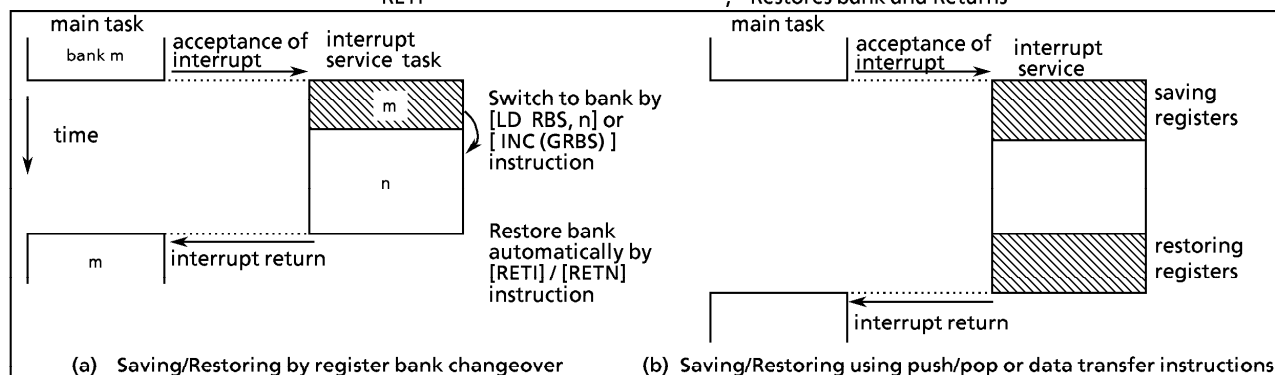 RETI ; Restores bank and Returns
main task
bank m
acceptance of
interrupt
interrupt
service task
m
Switch to bank by
[LD RBS, n] or
[ INC (GRBS) ]
instruction
time
n
Restore bank
automatically by
[RETI] / [RETN]
instruction
m
interrupt return
(a) Saving/Restoring by register bank changeover
main task
acceptance of
interrupt
interrupt
service
saving
registers
restoring
registers
interrupt return
(b) Saving/Restoring using push/pop or data transfer instructions